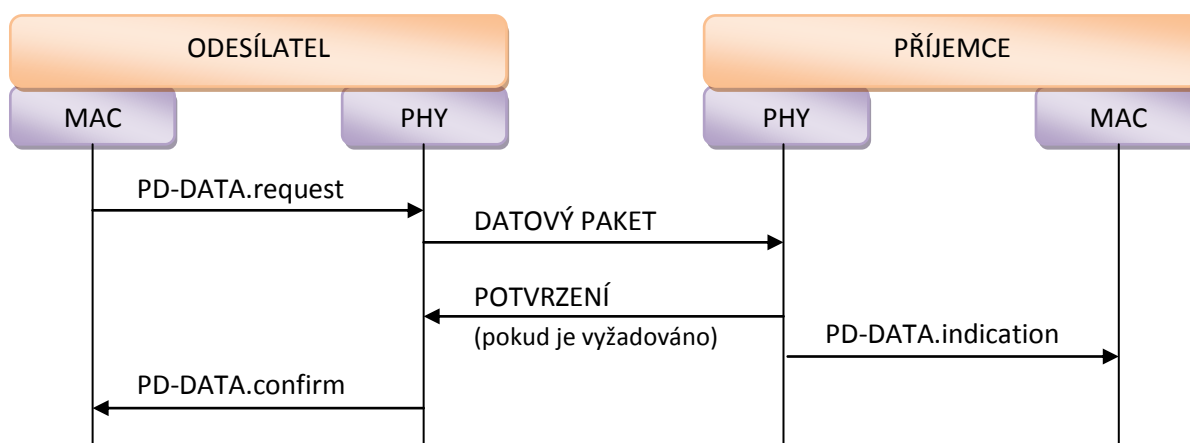 ODESÍLATEL
PŘÍJEMCE
MAC
PHY
PHY
MAC
PD-DATA.request
DATOVÝ PAKET
POTVRZENÍ
(pokud je vyžadováno)
PD-DATA.indication
PD-DATA.confirm